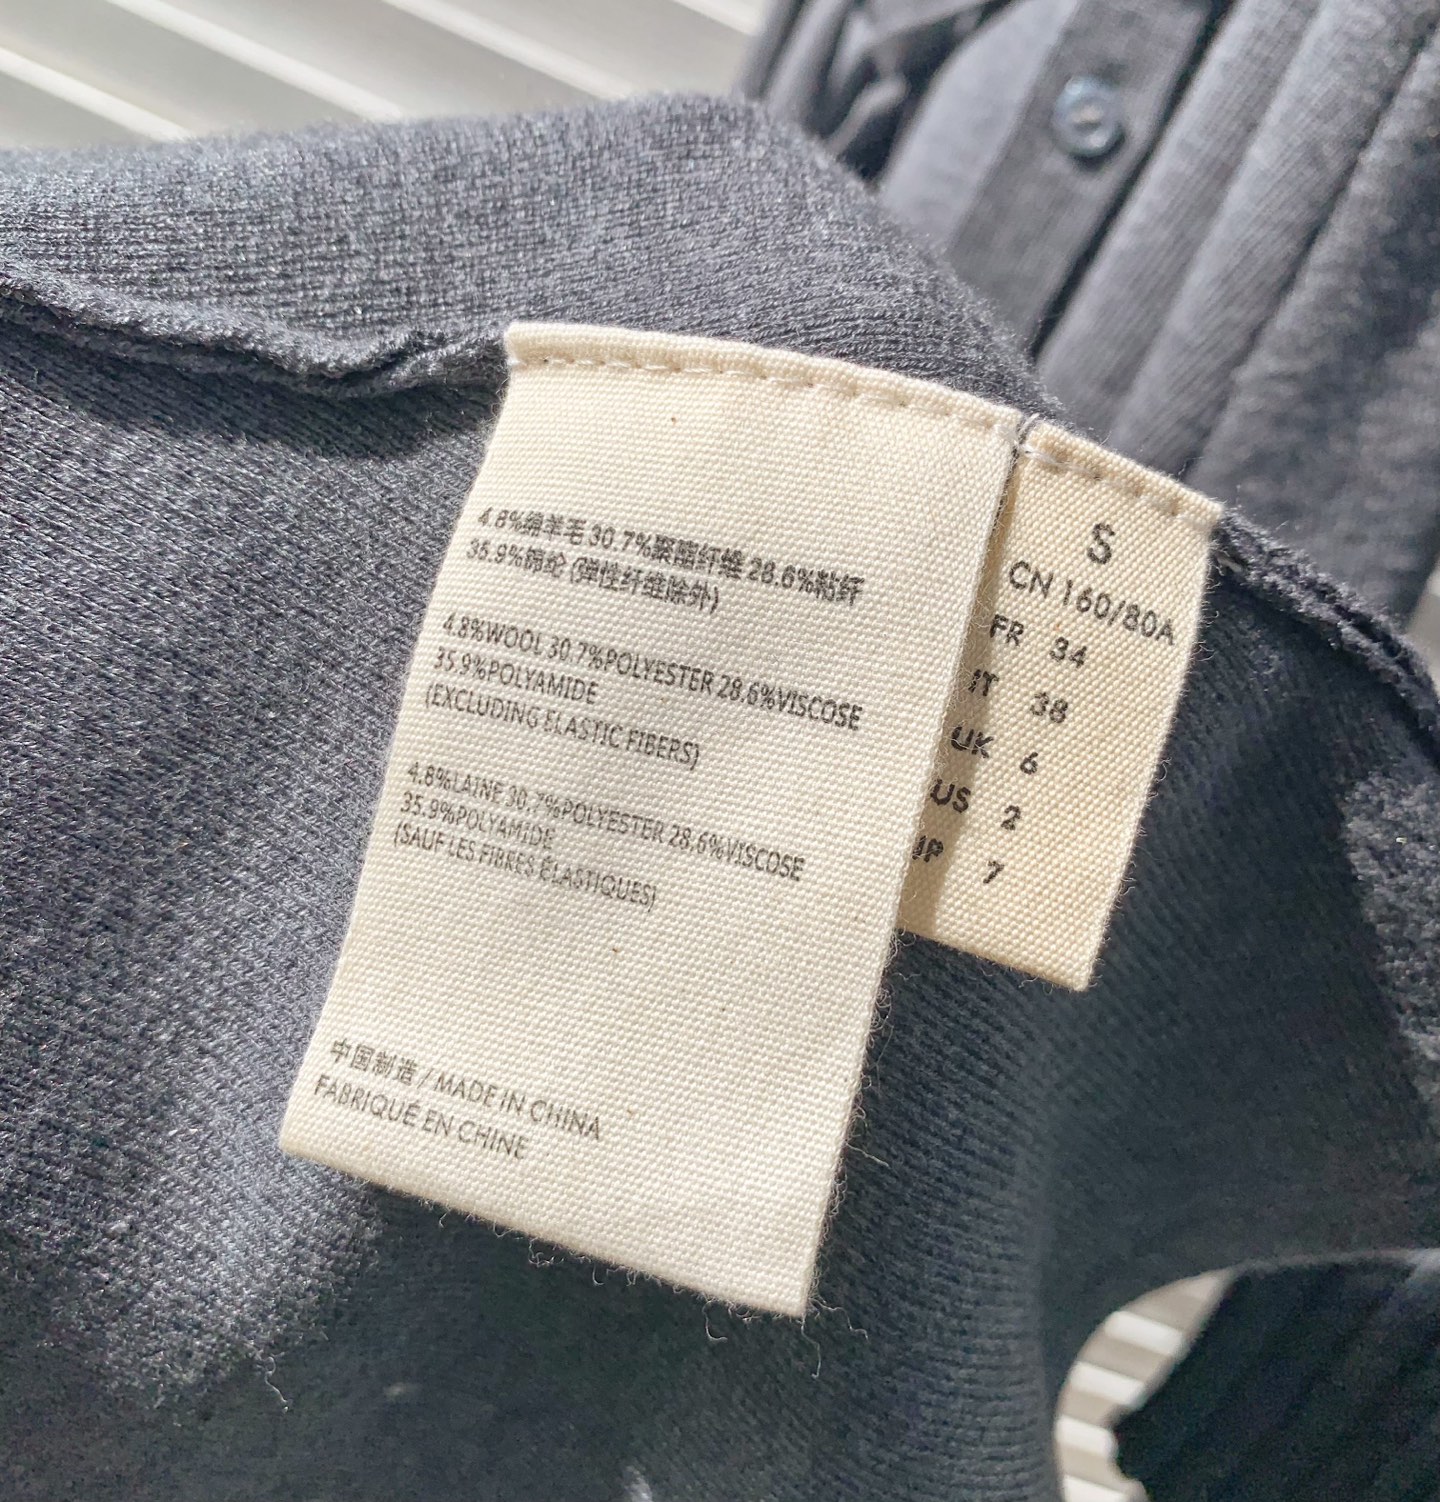 4.8%绵羊毛 30.7%聚酯纤维 28.6%粘纤
35.9%锦纶 (弹性纤维除外)
4.8%WOOL 30.7%POLYESTER 28.6%VISCOSE
35.9%POLYAMIDE
(EXCLUDING ELASTIC FIBERS)
4.8%LAINE 30.7%POLYESTER 28.6%VISCOSE
35.9%POLYAMIDE
(SAUF LES FIBRES ÉLASTIQUES)
中国制造 / MADE IN CHINA
FABRIQUÉ EN CHINE
S
CN 160/80A
FR 34
IT 38
UK 6
US 2
JP 7